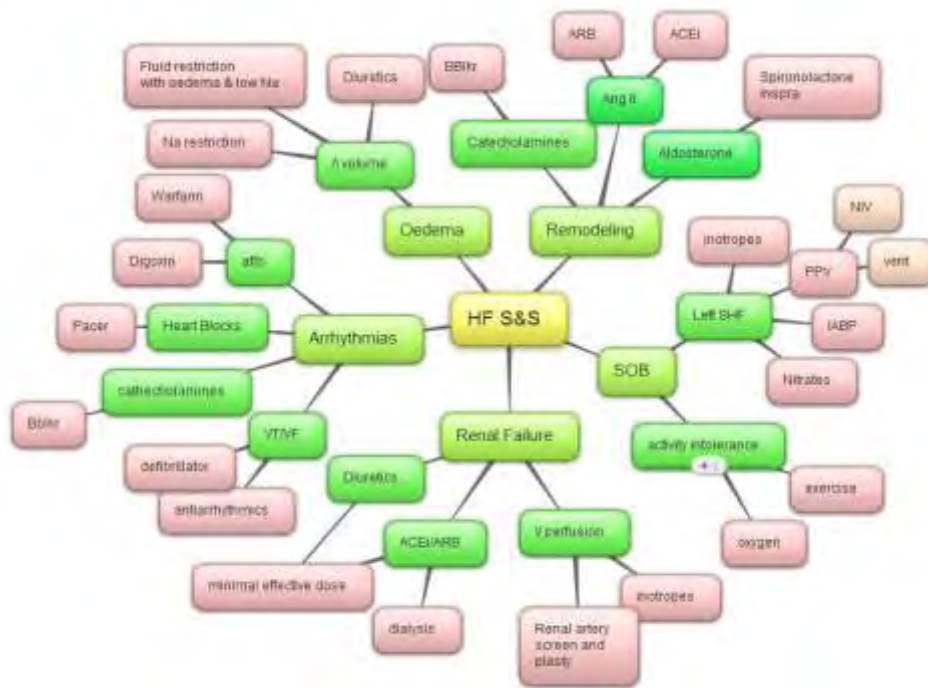 ARB
ACEi
Fluid restriction
with oedema & low Na
Diuretics
BBlkr
Spironolactone
inspra
Ang II
Na restriction
Λ volume
Catecholamines
Aldosterone
Warfarin
NIV
Oedema
Remodeling
inotropes
Digoxin
afib
PPV
vent
HF S&S
Left SHF
IABP
Pacer
Heart Blocks
Arrhythmias
SOB
Nitrates
cathecholamines
Bblkr
VT/VF
Renal Failure
activity intolerance
defibrillator
Diuretics
exercise
antiarrhythmics
ACEi/ARB
V perfusion
oxygen
minimal effective dose
inotropes
dialysis
Renal artery
screen and
plasty